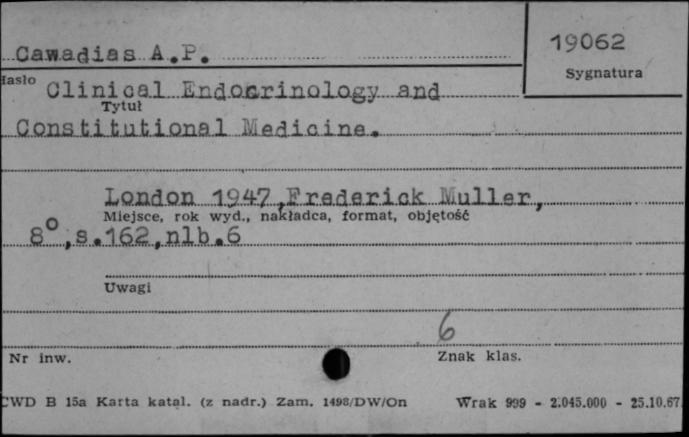 Cawadias A.P.
19062
Sygnatura
Hasło
Clinical Endocrinology and
Tytuł
Constitutional Medicine.
London 1947,Frederick Muller,
Miejsce, rok wyd., nakładca, format, objętość
8°,s.162,nlb.6
Uwagi
6
Nr inw.
Znak klas.
CWD B 15a Karta katal. (z nadr.) Zam. 1498/DW/On Wrak 999 - 2.045.000 - 25.10.67